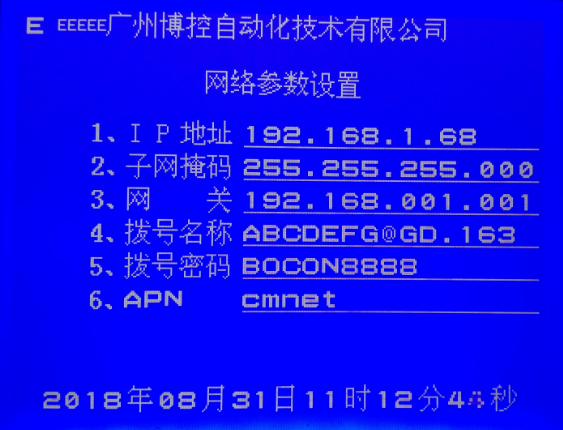 E EEEEE广州博控自动化技术有限公司
网络参数设置
1、IP地址 192.168.1.68
2、子网掩码 255.255.255.000
3、网 关 192.168.001.001
4、拨号名称 ABCDEFG@GD.163
5、拨号密码 BOCON8888
6、APN cmnet
2018年08月31日11时12分4秒